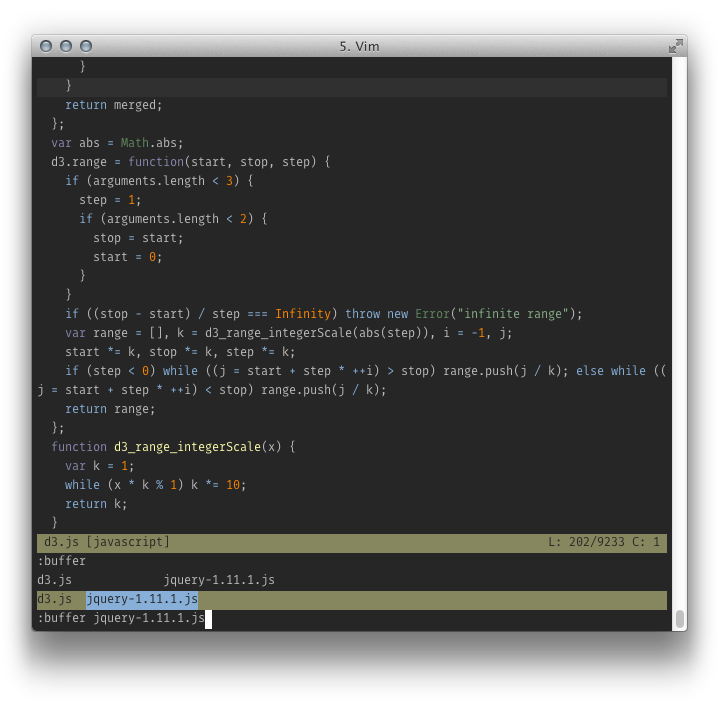 5. Vim
      }
    }
    return merged;
  };
  var abs = Math.abs;
  d3.range = function(start, stop, step) {
    if (arguments.length < 3) {
      step = 1;
      if (arguments.length < 2) {
        stop = start;
        start = 0;
      }
    }
    if ((stop - start) / step === Infinity) throw new Error("infinite range");
    var range = [], k = d3_range_integerScale(abs(step)), i = -1, j;
    start *= k, stop *= k, step *= k;
    if (step < 0) while ((j = start + step * ++i) > stop) range.push(j / k); else while ((
j = start + step * ++i) < stop) range.push(j / k);
    return range;
  };
  function d3_range_integerScale(x) {
    var k = 1;
    while (x * k % 1) k *= 10;
    return k;
  }
d3.js [javascript] L: 202/9233 C: 1
:buffer
d3.js             jquery-1.11.1.js
d3.js  jquery-1.11.1.js
:buffer jquery-1.11.1.js